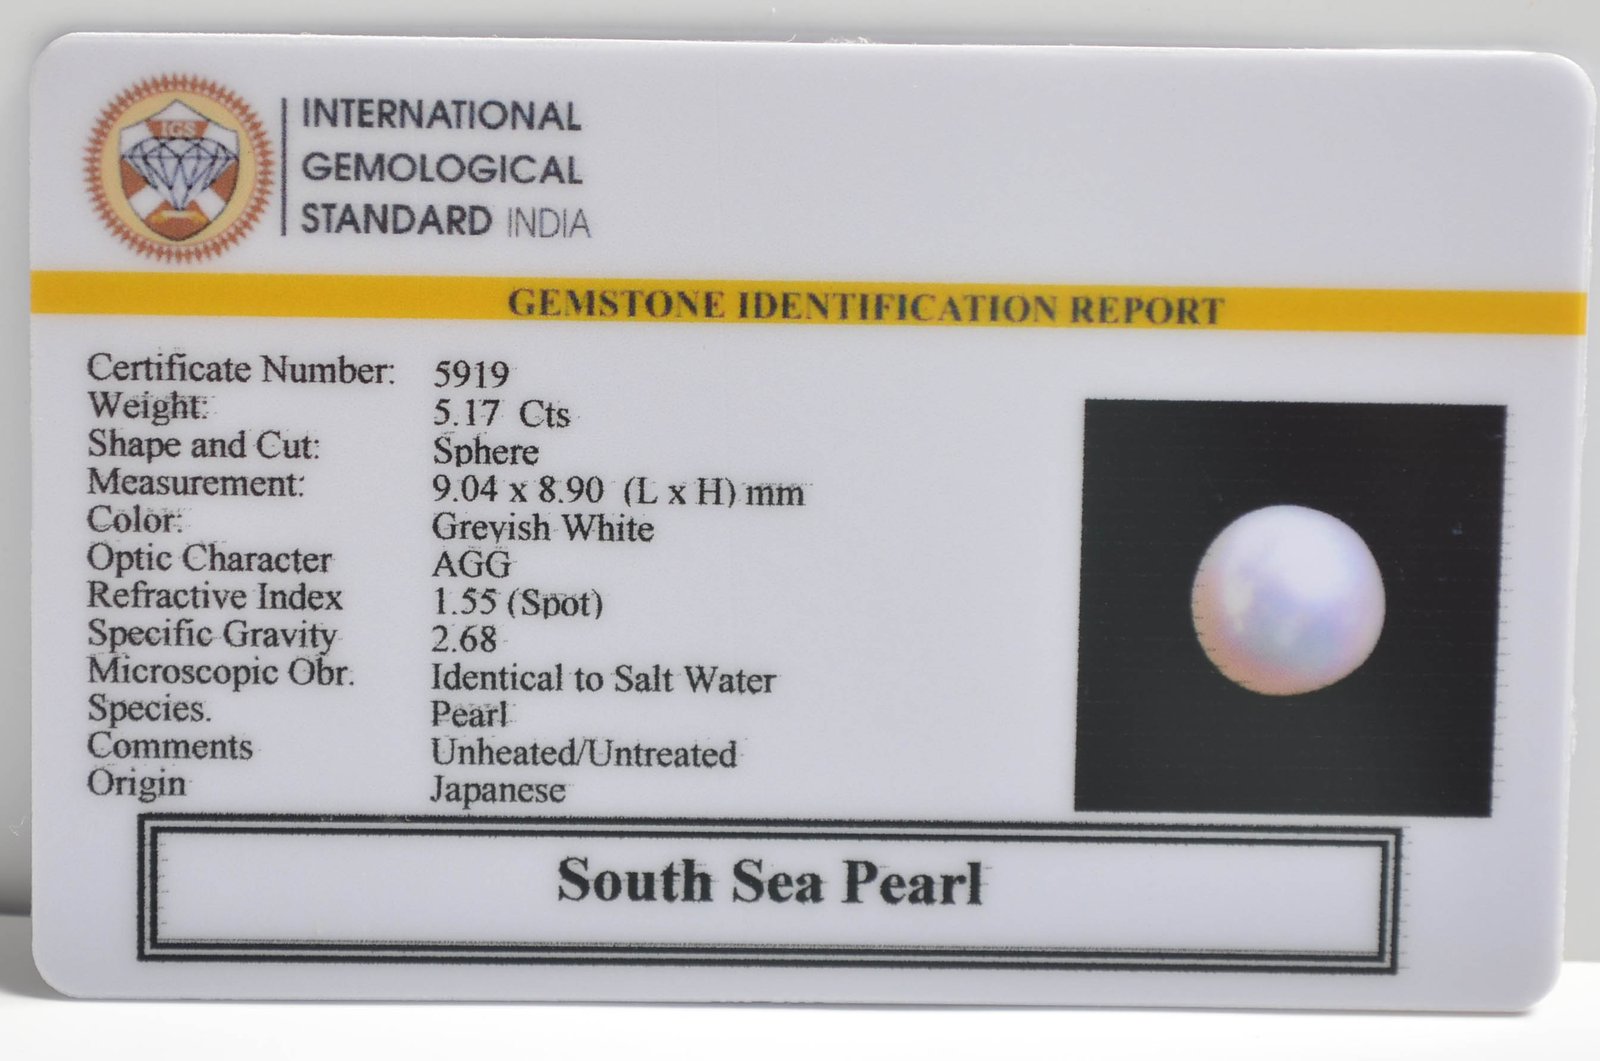 IGS
INTERNATIONAL
GEMOLOGICAL
STANDARD INDIA
GEMSTONE IDENTIFICATION REPORT
Certificate Number: 5919
Weight: 5.17 Cts
Shape and Cut: Sphere
Measurement: 9.04 x 8.90 (L x H) mm
Color: Greyish White
Optic Character AGG
Refractive Index 1.55 (Spot)
Specific Gravity 2.68
Microscopic Obr. Identical to Salt Water
Species. Pearl
Comments Unheated/Untreated
Origin Japanese
South Sea Pearl